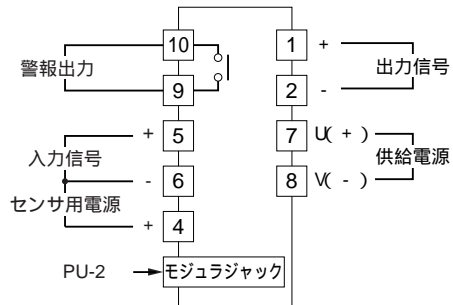 10
警報出力
9
+ 5
入力信号
- 6
センサ用電源
+ 4
PU-2 モジュラジャック
1 +
出力信号
2 -
7 U( + )
供給電源
8 V( - )